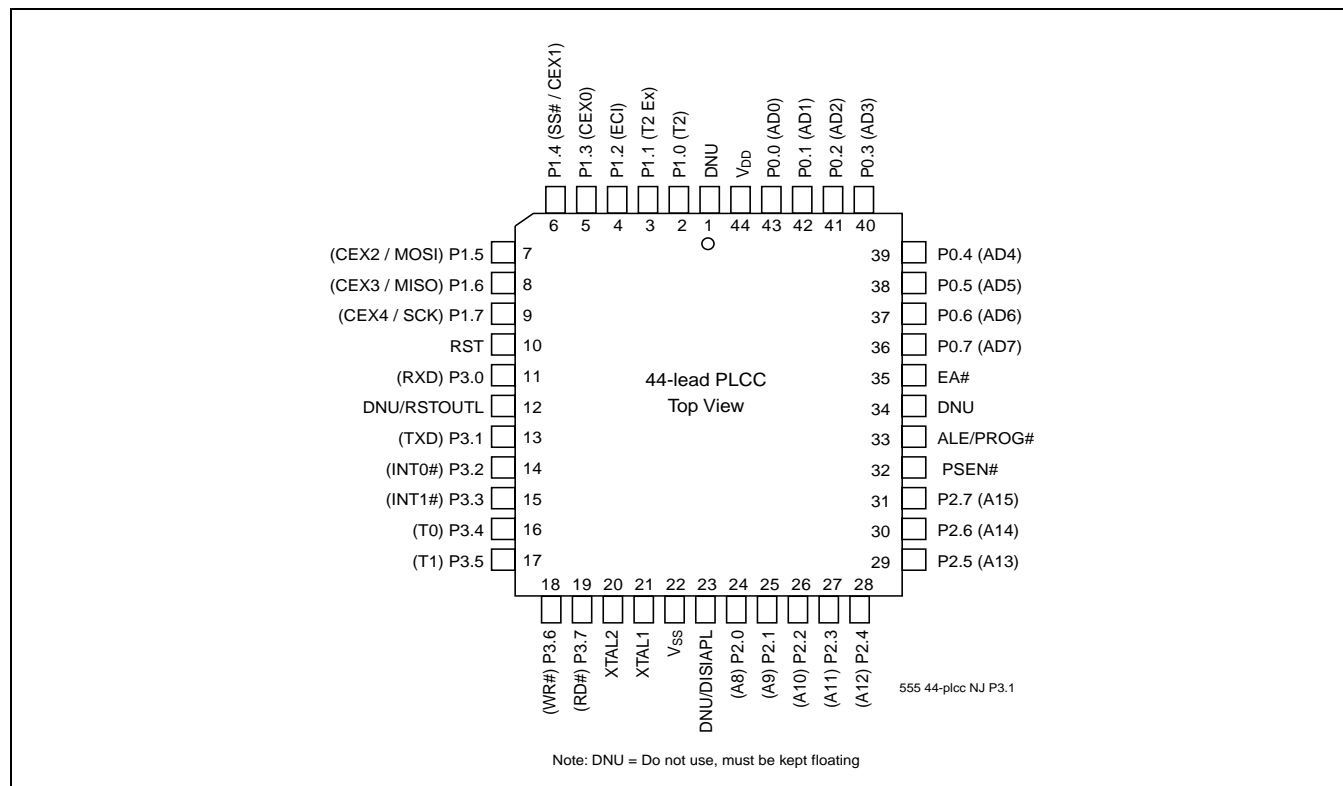 P1.4 (SS# / CEX1)
P1.3 (CEX0)
P1.2 (ECI)
P1.1 (T2 Ex)
P1.0 (T2)
DNU
VDD
P0.0 (AD0)
P0.1 (AD1)
P0.2 (AD2)
P0.3 (AD3)
6 5 4 3 2 1 44 43 42 41 40
(CEX2 / MOSI) P1.5 7
(CEX3 / MISO) P1.6 8
(CEX4 / SCK) P1.7 9
RST 10
(RXD) P3.0 11
DNU/RSTOUTL 12
(TXD) P3.1 13
(INT0#) P3.2 14
(INT1#) P3.3 15
(T0) P3.4 16
(T1) P3.5 17
44-lead PLCC
Top View
39 P0.4 (AD4)
38 P0.5 (AD5)
37 P0.6 (AD6)
36 P0.7 (AD7)
35 EA#
34 DNU
33 ALE/PROG#
32 PSEN#
31 P2.7 (A15)
30 P2.6 (A14)
29 P2.5 (A13)
18 19 20 21 22 23 24 25 26 27 28
(WR#) P3.6
(RD#) P3.7
XTAL2
XTAL1
VSS
DNU/DISIAPL
(A8) P2.0
(A9) P2.1
(A10) P2.2
(A11) P2.3
(A12) P2.4
555 44-plcc NJ P3.1
Note: DNU = Do not use, must be kept floating